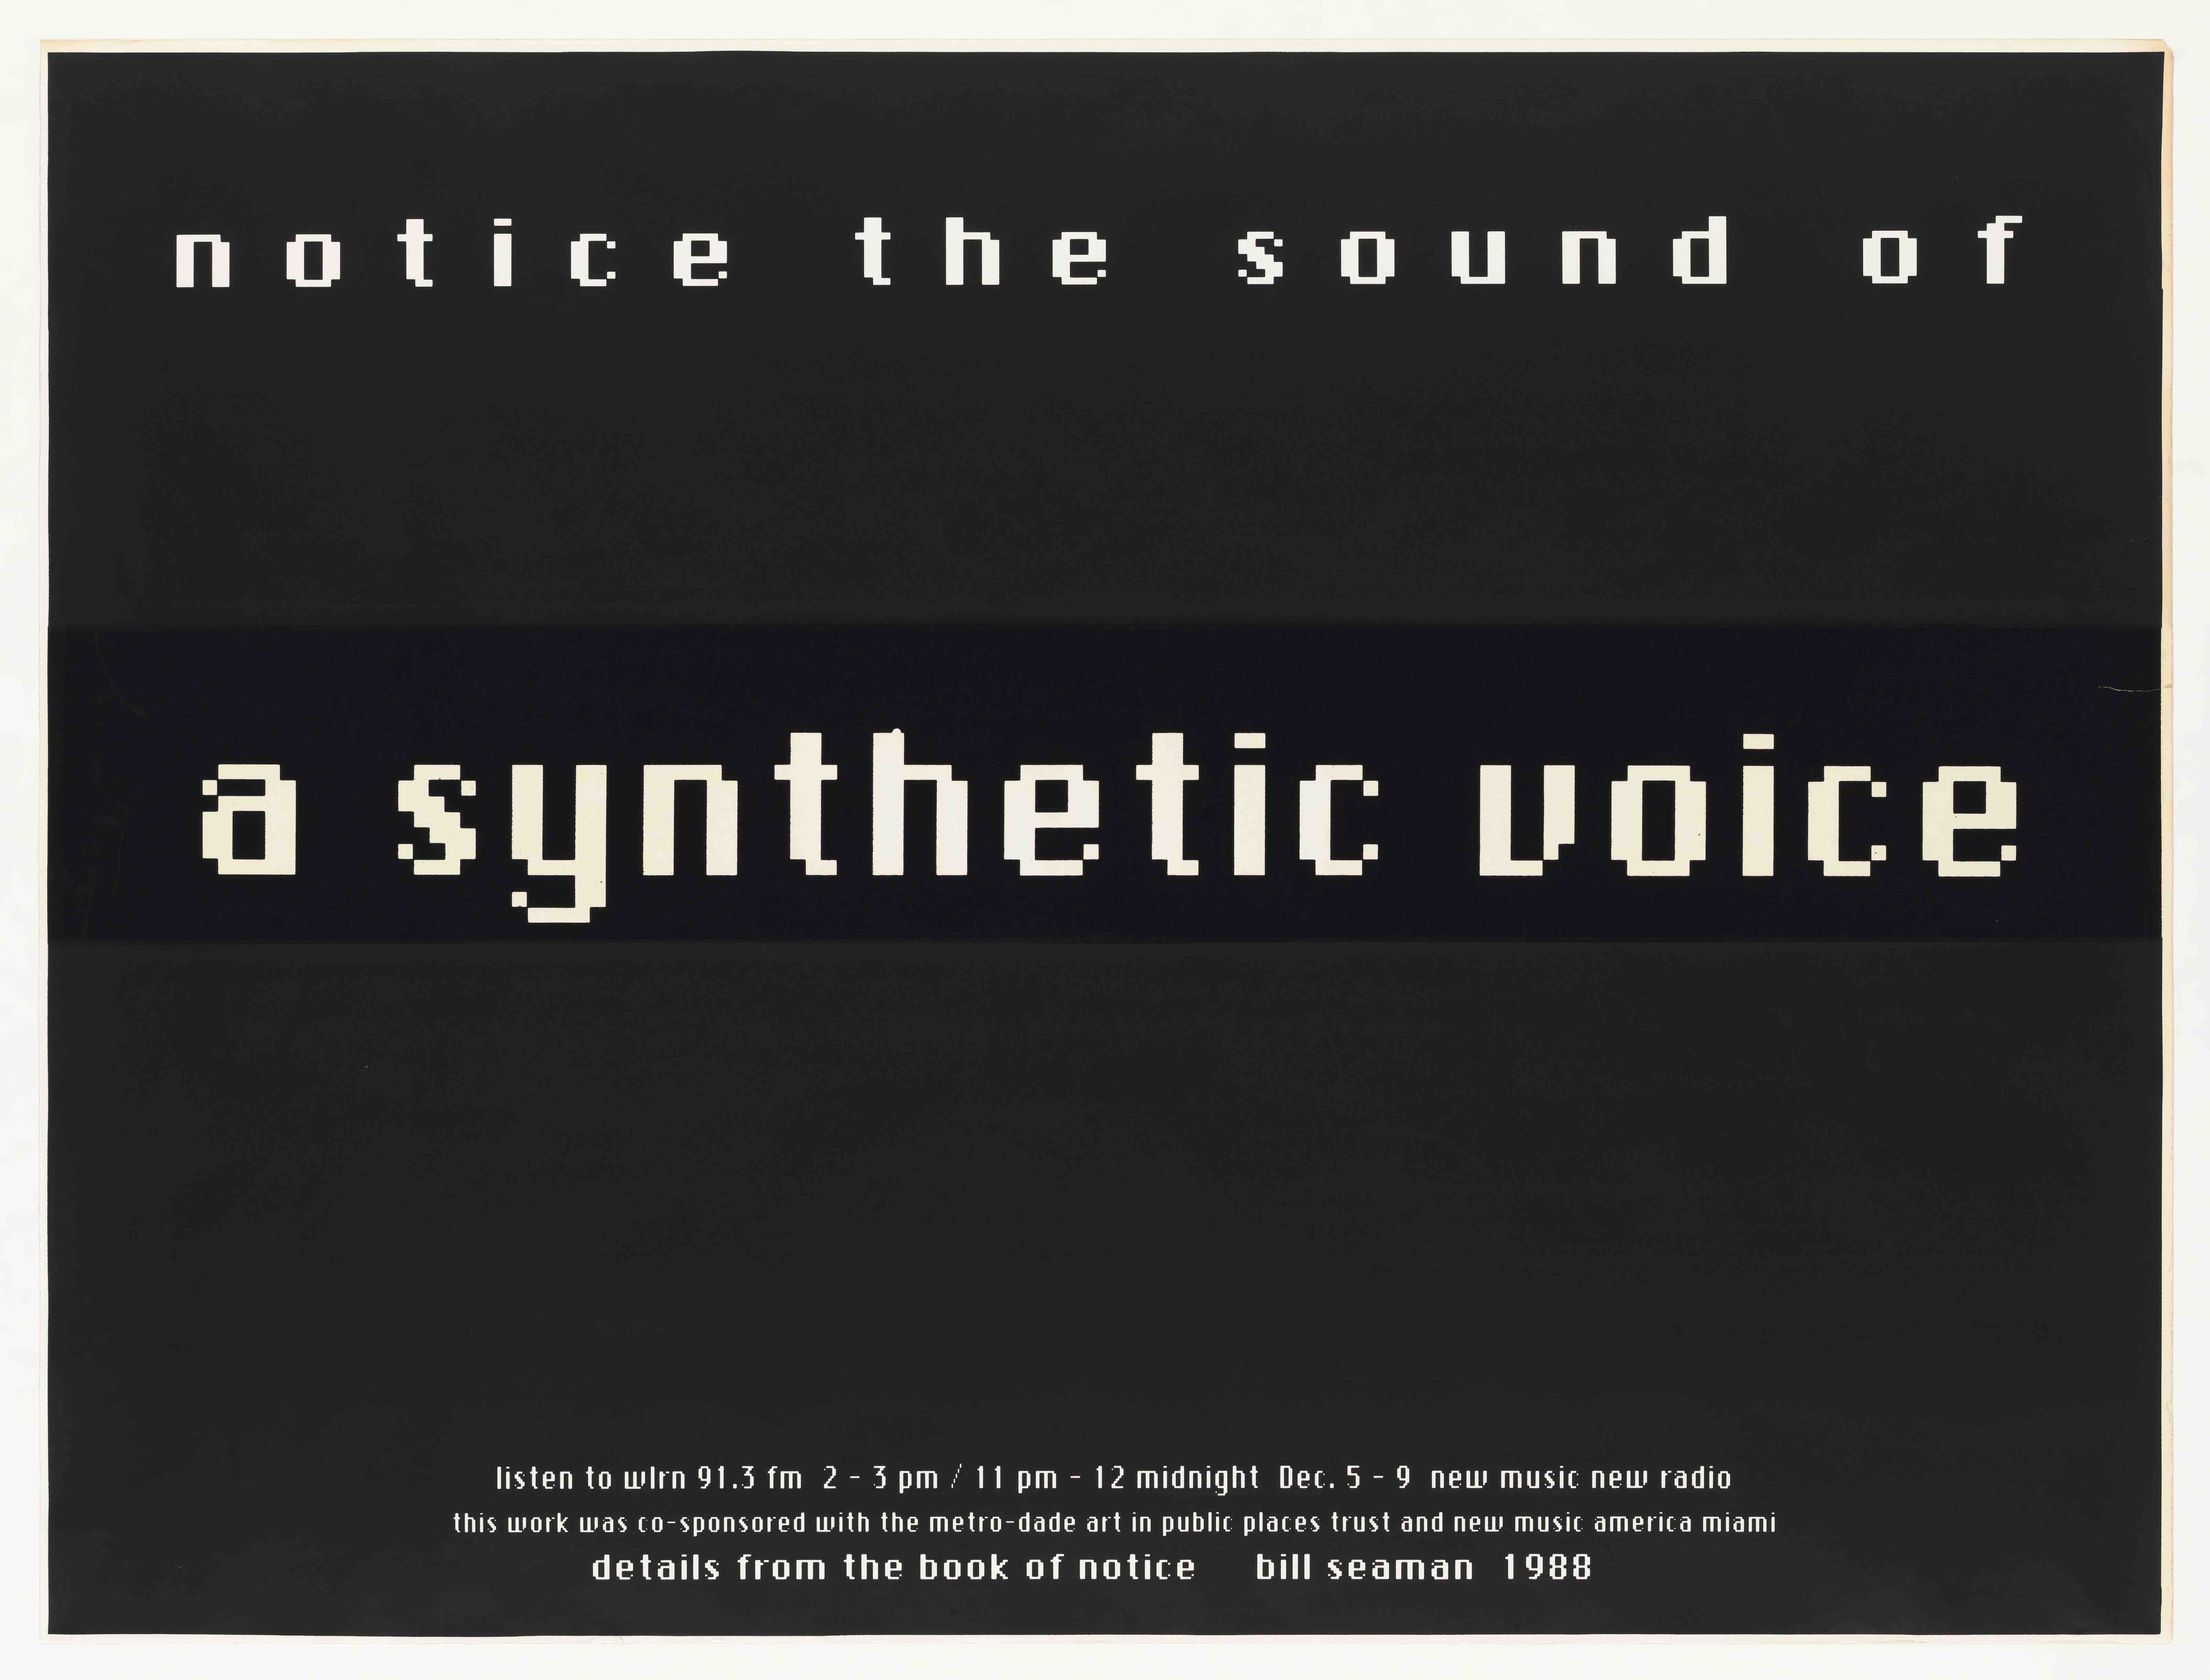 notice the sound of
a synthetic voice
listen to wlrn 91.3 fm 2 - 3 pm / 11 pm - 12 midnight Dec. 5 - 9 new music new radio
this work was co-sponsored with the metro-dade art in public places trust and new music america miami
details from the book of notice bill seaman 1988